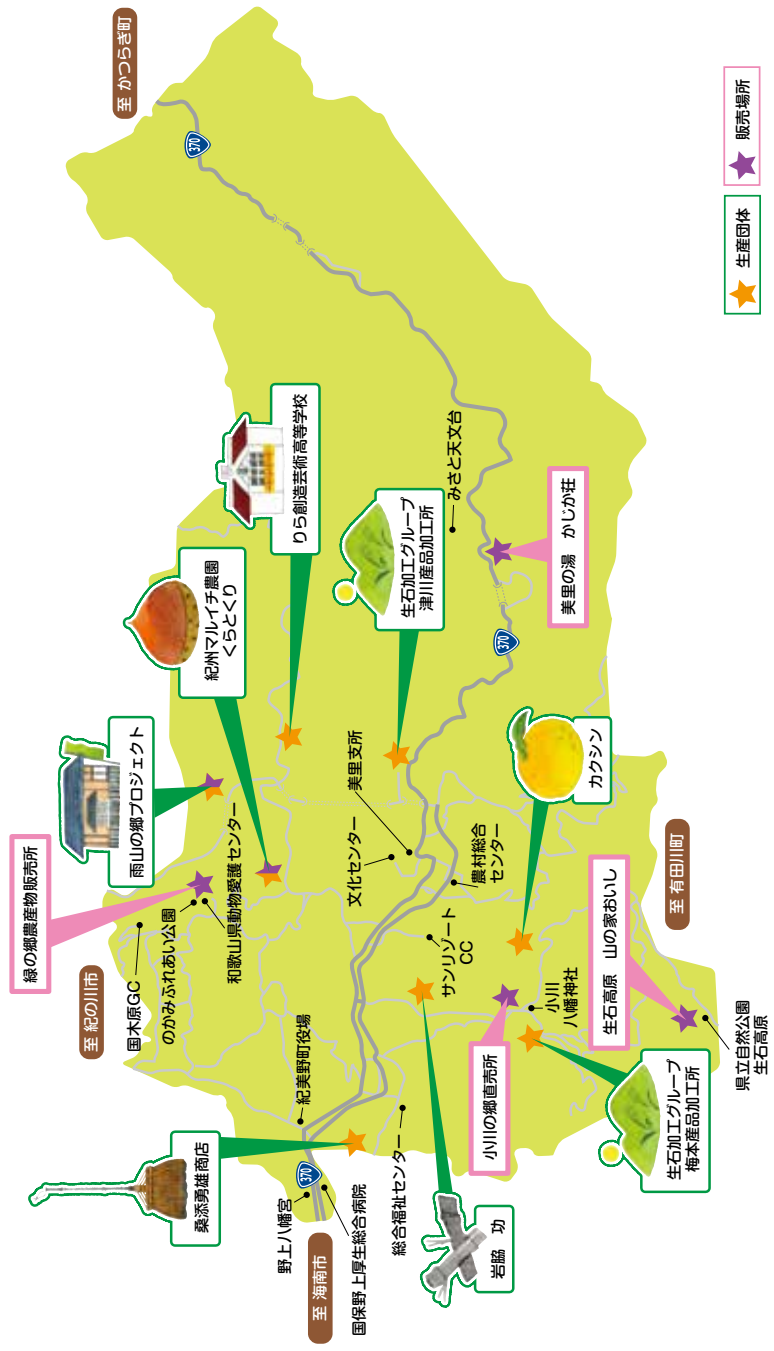 至 かつらぎ町
370
販売場所
生産団体
りら創造芸術高等学校
みさと天文台
生石加工グループ
津川産品加工所
美里の湯　かじか荘
紀州マルイチ農園
くらとくり
370
雨山の郷プロジェクト
美里支所
カクシン
緑の郷農産物販売所
和歌山県動物愛護センター
のかみふれあい公園
国木原GC
文化センター
農村総合
センター
至 有田川町
サンリゾート
CC
小川
八幡神社
生石高原　山の家おいし
至 紀の川市
県立自然公園
生石高原
小川の郷直売所
紀美野町役場
生石加工グループ
梅本産品加工所
桑添勇雄商店
総合福祉センター
370
野上八幡宮
国保野上厚生総合病院
岩脇　功
至 海南市